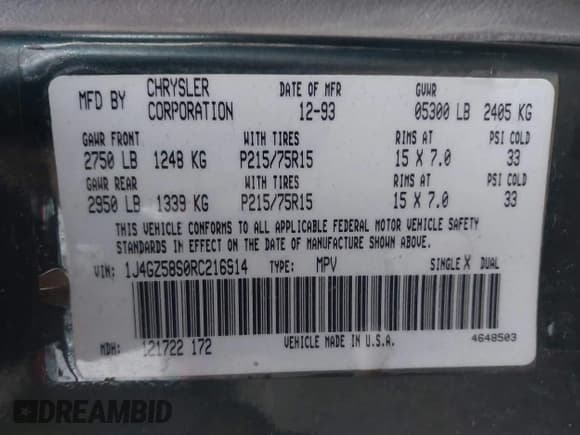 MFD BY CHRYSLER CORPORATION DATE OF MFR 12-93 GVWR 05300 LB 2405 KG
GAWR FRONT WITH TIRES RIMS AT PSI COLD
2750 LB 1248 KG P215/75R15 15 X 7.0 33
GAWR REAR WITH TIRES RIMS AT PSI COLD
2950 LB 1339 KG P215/75R15 15 X 7.0 33
THIS VEHICLE CONFORMS TO ALL APPLICABLE FEDERAL MOTOR VEHICLE SAFETY
STANDARDS IN EFFECT ON THE DATE OF MANUFACTURE SHOWN ABOVE.
VIN: 1J4GZ58S0RC216914 TYPE: MPV SINGLE X DUAL
MDH: 121722 172 VEHICLE MADE IN U.S.A. 4648503
DREAMBID